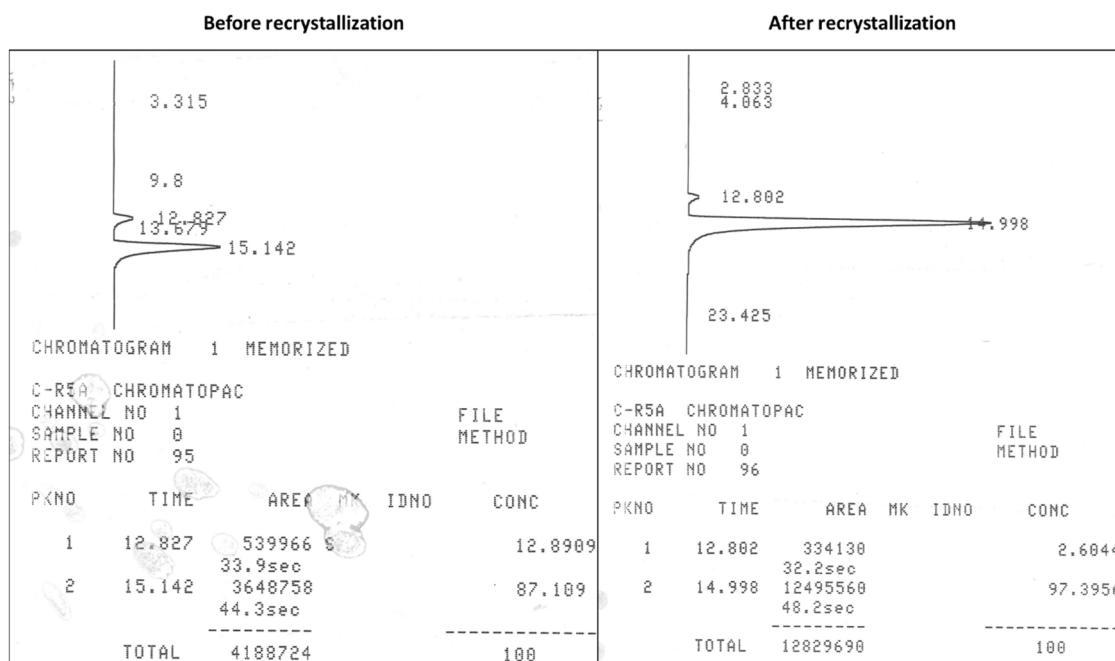 Before recrystallization
3.315
9.8
12.827
13.679
15.142
CHROMATOGRAM 1 MEMORIZED
C-R5A CHROMATOPAC
CHANNEL NO 1 FILE
SAMPLE NO 0 METHOD
REPORT NO 95
PKNO TIME AREA MK IDNO CONC
1 12.827 539966 S 12.8909
33.9sec
2 15.142 3648758 87.109
44.3sec
---------- --------------
TOTAL 4188724 100
After recrystallization
2.833
4.063
12.802
14.998
23.425
CHROMATOGRAM 1 MEMORIZED
C-R5A CHROMATOPAC
CHANNEL NO 1 FILE
SAMPLE NO 0 METHOD
REPORT NO 96
PKNO TIME AREA MK IDNO CONC
1 12.802 334130 2.6044
32.2sec
2 14.998 12495560 97.3956
48.2sec
--------- -------------
TOTAL 12829690 100